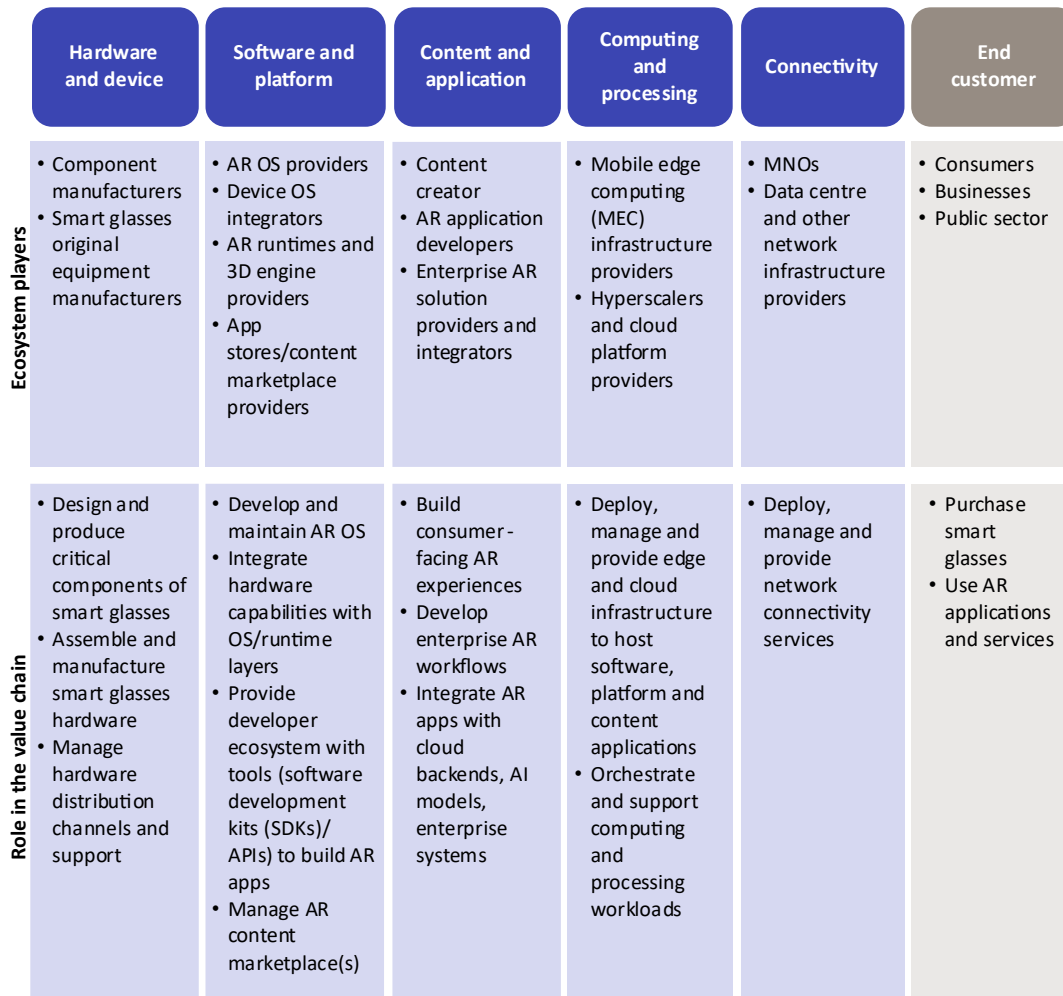 Hardware
and device
Software and
platform
Content and
application
Computing
and
processing
Connectivity
End
customer
Ecosystem players
• Component
manufacturers
• Smart glasses
original
equipment
manufacturers
• AR OS providers
• Device OS
integrators
• AR runtimes and
3D engine
providers
• App
stores/content
marketplace
providers
• Content
creator
• AR application
developers
• Enterprise AR
solution
providers and
integrators
• Mobile edge
computing
(MEC)
infrastructure
providers
• Hyperscalers
and cloud
platform
providers
• MNOs
• Data centre
and other
network
infrastructure
providers
• Consumers
• Businesses
• Public sector
Role in the value chain
• Design and
produce
critical
components of
smart glasses
• Assemble and
manufacture
smart glasses
hardware
• Manage
hardware
distribution
channels and
support
• Develop and
maintain AR OS
• Integrate
hardware
capabilities with
OS/runtime
layers
• Provide
developer
ecosystem with
tools (software
development
kits (SDKs)/
APIs) to build AR
apps
• Manage AR
content
marketplace(s)
• Build
consumer-
facing AR
experiences
• Develop
enterprise AR
workflows
• Integrate AR
apps with
cloud
backends, AI
models,
enterprise
systems
• Deploy,
manage and
provide edge
and cloud
infrastructure
to host
software,
platform and
content
applications
• Orchestrate
and support
computing
and
processing
workloads
• Deploy,
manage and
provide
network
connectivity
services
• Purchase
smart
glasses
• Use AR
applications
and services